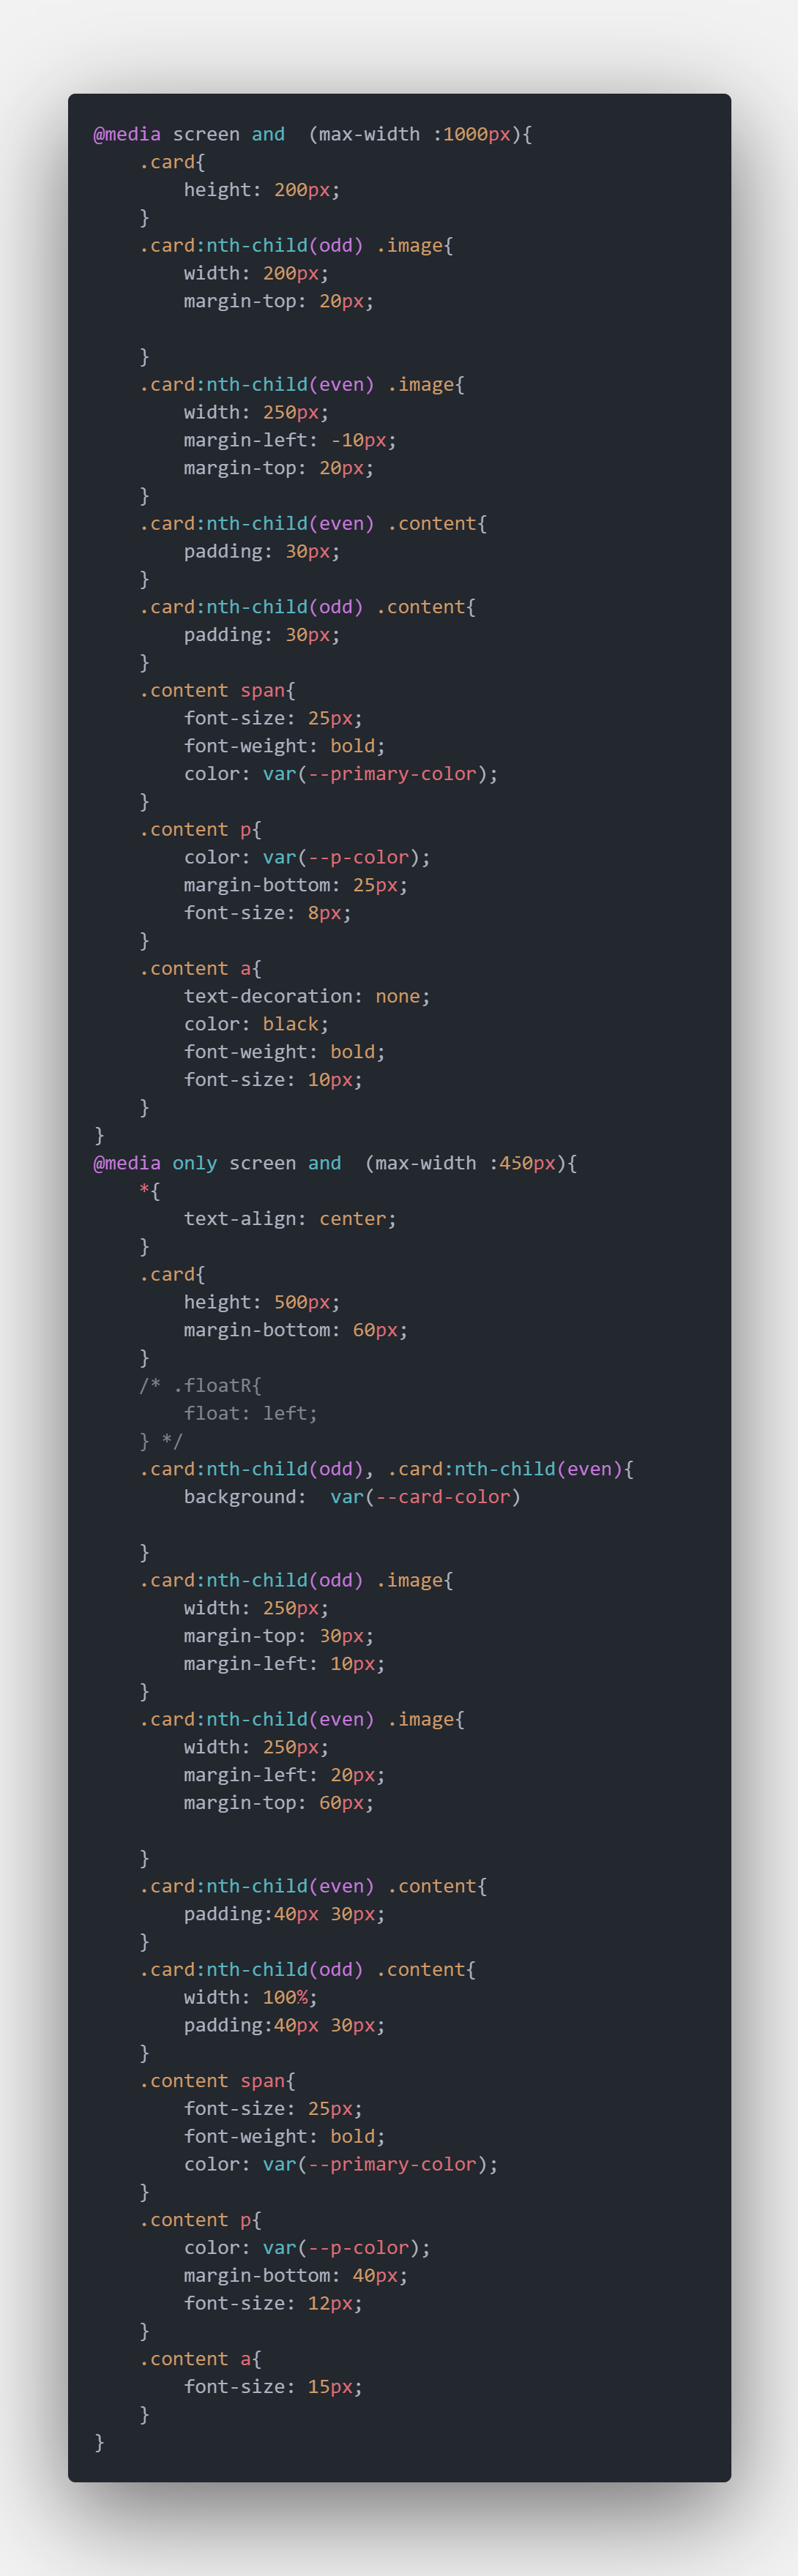 @media screen and  (max-width :1000px){
    .card{
        height: 200px;
    }
    .card:nth-child(odd) .image{
        width: 200px;
        margin-top: 20px;

    }
    .card:nth-child(even) .image{
        width: 250px;
        margin-left: -10px;
        margin-top: 20px;
    }
    .card:nth-child(even) .content{
        padding: 30px;
    }
    .card:nth-child(odd) .content{
        padding: 30px;
    }
    .content span{
        font-size: 25px;
        font-weight: bold;
        color: var(--primary-color);
    }
    .content p{
        color: var(--p-color);
        margin-bottom: 25px;
        font-size: 8px;
    }
    .content a{
        text-decoration: none;
        color: black;
        font-weight: bold;
        font-size: 10px;
    }
}
@media only screen and  (max-width :450px){
    *{
        text-align: center;
    }
    .card{
        height: 500px;
        margin-bottom: 60px;
    }
    /* .floatR{
        float: left;
    } */
    .card:nth-child(odd), .card:nth-child(even){
        background:  var(--card-color)

    }
    .card:nth-child(odd) .image{
        width: 250px;
        margin-top: 30px;
        margin-left: 10px;
    }
    .card:nth-child(even) .image{
        width: 250px;
        margin-left: 20px;
        margin-top: 60px;

    }
    .card:nth-child(even) .content{
        padding:40px 30px;
    }
    .card:nth-child(odd) .content{
        width: 100%;
        padding:40px 30px;
    }
    .content span{
        font-size: 25px;
        font-weight: bold;
        color: var(--primary-color);
    }
    .content p{
        color: var(--p-color);
        margin-bottom: 40px;
        font-size: 12px;
    }
    .content a{
        font-size: 15px;
    }
}